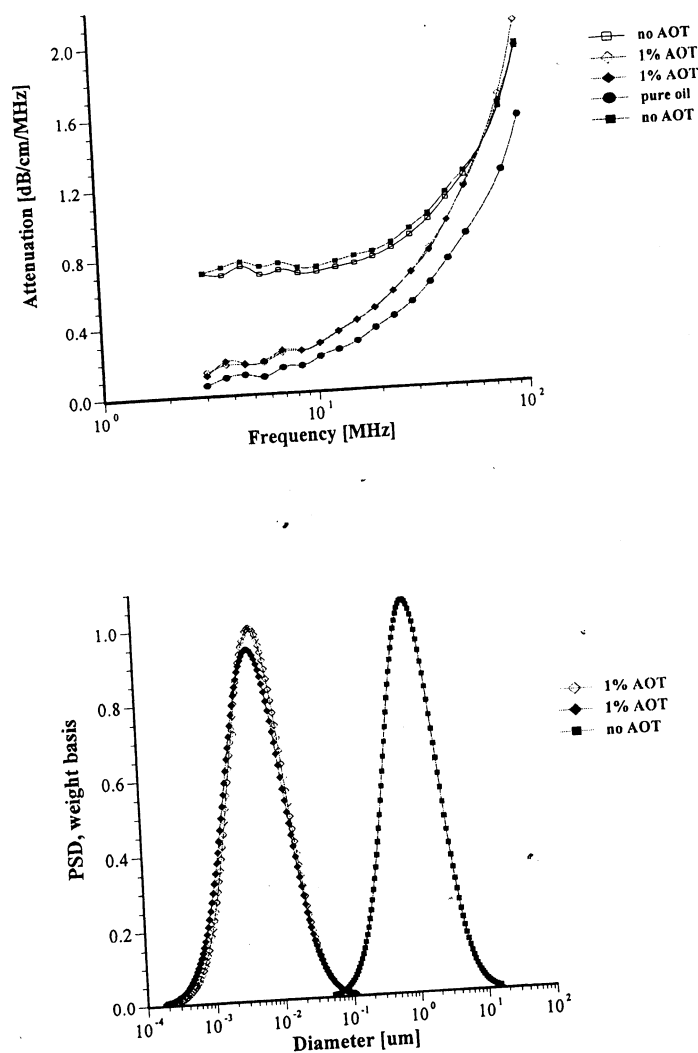 no AOT
1% AOT
1% AOT
pure oil
no AOT
Attenuation [dB/cm/MHz]
2.0
1.6
1.2
0.8
0.4
0.0
10^0
10^1
10^2
Frequency [MHz]
1% AOT
1% AOT
no AOT
PSD, weight basis
1.0
0.8
0.6
0.4
0.2
0.0
10^-4
10^-3
10^-2
10^-1
10^0
10^1
10^2
Diameter [um]